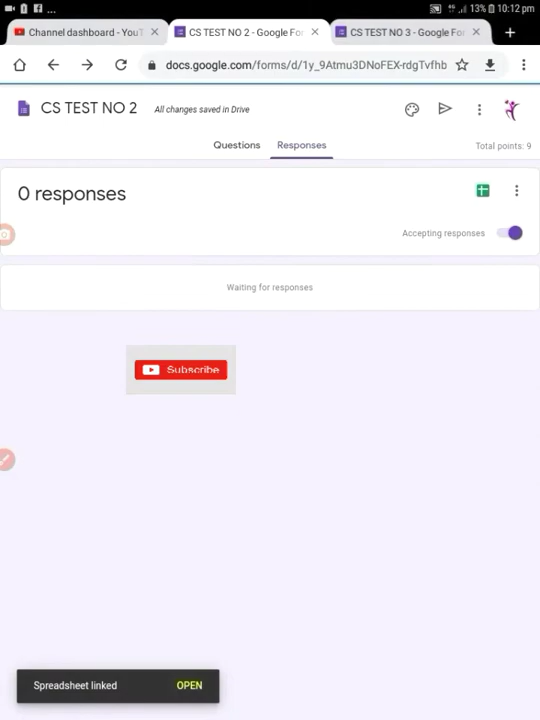 13% 10:12 pm
Channel dashboard - YouT
CS TEST NO 2 - Google For
CS TEST NO 3 - Google For
docs.google.com/forms/d/1y_9Atmu3DNoFEX-rdgTvfhb
CS TEST NO 2 All changes saved in Drive
Questions Responses Total points: 9
0 responses
Accepting responses
Waiting for responses
Subscribe
Spreadsheet linked OPEN